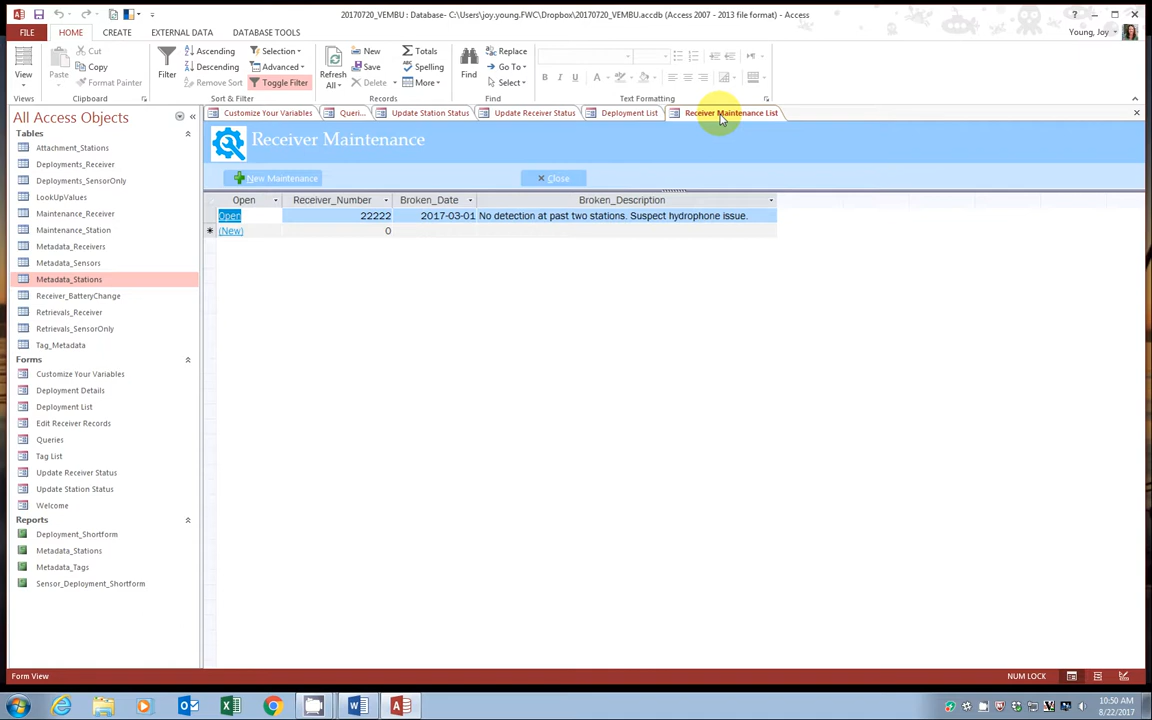 20170720_VEMBU : Database- C:\Users\joy.young.FWC\Dropbox\20170720_VEMBU.accdb (Access 2007 - 2013 file format) - Access
FILE HOME CREATE EXTERNAL DATA DATABASE TOOLS Young, Joy
View
Views
Paste
Cut
Copy
Format Painter
Clipboard
Filter
Ascending
Descending
Remove Sort
Selection
Advanced
Toggle Filter
Sort & Filter
Refresh
All
New
Save
Delete
Totals
Spelling
More
Records
Find
Replace
Go To
Select
Find
B I U A
Text Formatting
All Access Objects
Tables
Attachment_Stations
Deployments_Receiver
Deployments_SensorOnly
LookUpValues
Maintenance_Receiver
Maintenance_Station
Metadata_Receivers
Metadata_Sensors
Metadata_Stations
Receiver_BatteryChange
Retrievals_Receiver
Retrievals_SensorOnly
Tag_Metadata
Forms
Customize Your Variables
Deployment Details
Deployment List
Edit Receiver Records
Queries
Tag List
Update Receiver Status
Update Station Status
Welcome
Reports
Deployment_Shortform
Metadata_Stations
Metadata_Tags
Sensor_Deployment_Shortform
Customize Your Variables Queri... Update Station Status Update Receiver Status Deployment List Receiver Maintenance List
Receiver Maintenance
New Maintenance Close
Open Receiver_Number Broken_Date Broken_Description
Open 22222 2017-03-01 No detection at past two stations. Suspect hydrophone issue.
(New) 0
Form View NUM LOCK
10:50 AM
8/22/2017